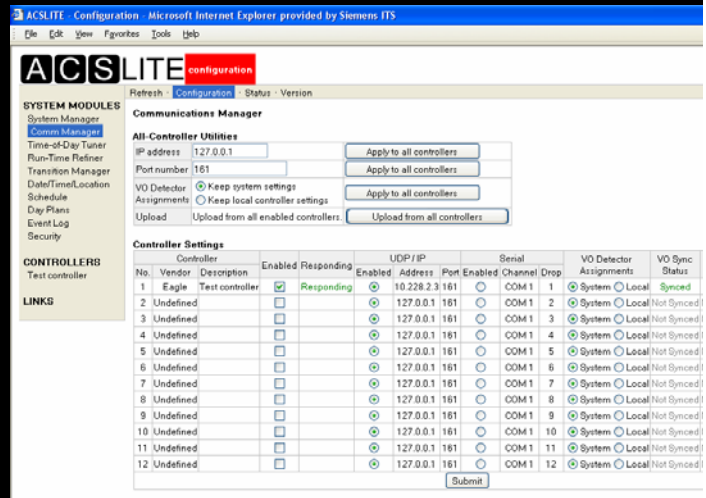 ACSLITE - Configuration - Microsoft Internet Explorer provided by Siemens ITS
File Edit View Favorites Tools Help
ACSLITE configuration
Refresh · Configuration · Status · Version
SYSTEM MODULES
System Manager
Comm Manager
Time-of-Day Tuner
Run-Time Refiner
Transition Manager
Date/Time/Location
Schedule
Day Plans
Event Log
Security
CONTROLLERS
Test controller
LINKS
Communications Manager
All-Controller Utilities
IP address 127.0.0.1 Apply to all controllers
Port number 161 Apply to all controllers
VO Detector Assignments Keep system settings Keep local controller settings Apply to all controllers
Upload Upload from all enabled controllers. Upload from all controllers
Controller Settings
Controller Enabled Responding UDP/IP Serial VO Detector Assignments VO Sync Status
No. Vendor Description Enabled Address Port Enabled Channel Drop
1 Eagle Test controller Responding 10.228.2.3 161 COM 1 1 System Local Synced
2 Undefined 127.0.0.1 161 COM 1 2 System Local Not Synced
3 Undefined 127.0.0.1 161 COM 1 3 System Local Not Synced
4 Undefined 127.0.0.1 161 COM 1 4 System Local Not Synced
5 Undefined 127.0.0.1 161 COM 1 5 System Local Not Synced
6 Undefined 127.0.0.1 161 COM 1 6 System Local Not Synced
7 Undefined 127.0.0.1 161 COM 1 7 System Local Not Synced
8 Undefined 127.0.0.1 161 COM 1 8 System Local Not Synced
9 Undefined 127.0.0.1 161 COM 1 9 System Local Not Synced
10 Undefined 127.0.0.1 161 COM 1 10 System Local Not Synced
11 Undefined 127.0.0.1 161 COM 1 11 System Local Not Synced
12 Undefined 127.0.0.1 161 COM 1 12 System Local Not Synced
Submit